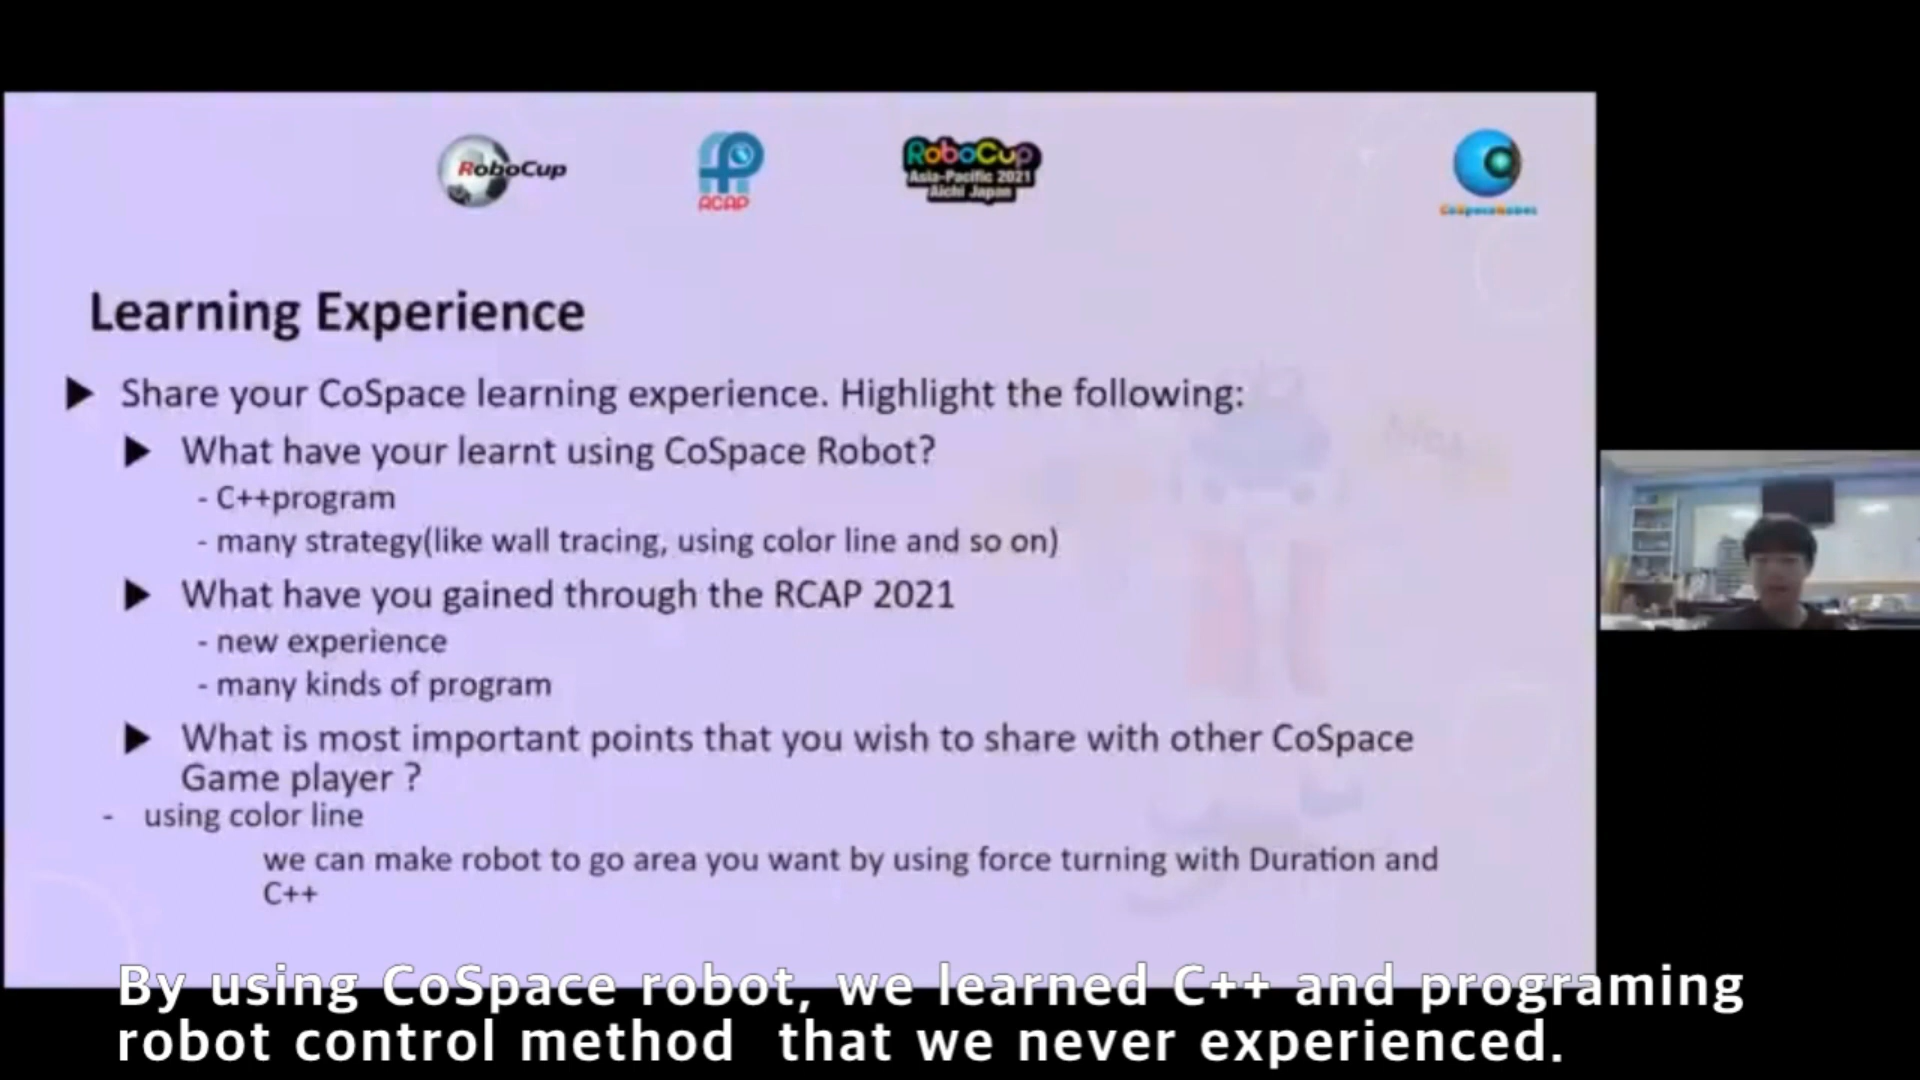 RoboCup
RCAP
RoboCup
Asia-Pacific 2021
Aichi Japan
CoSpaceRobot
Learning Experience
Share your CoSpace learning experience. Highlight the following:
What have your learnt using CoSpace Robot?
- C++program
- many strategy(like wall tracing, using color line and so on)
What have you gained through the RCAP 2021
- new experience
- many kinds of program
What is most important points that you wish to share with other CoSpace
Game player ?
- using color line
we can make robot to go area you want by using force turning with Duration and
C++
By using CoSpace robot, we learned C++ and programing
robot control method that we never experienced.